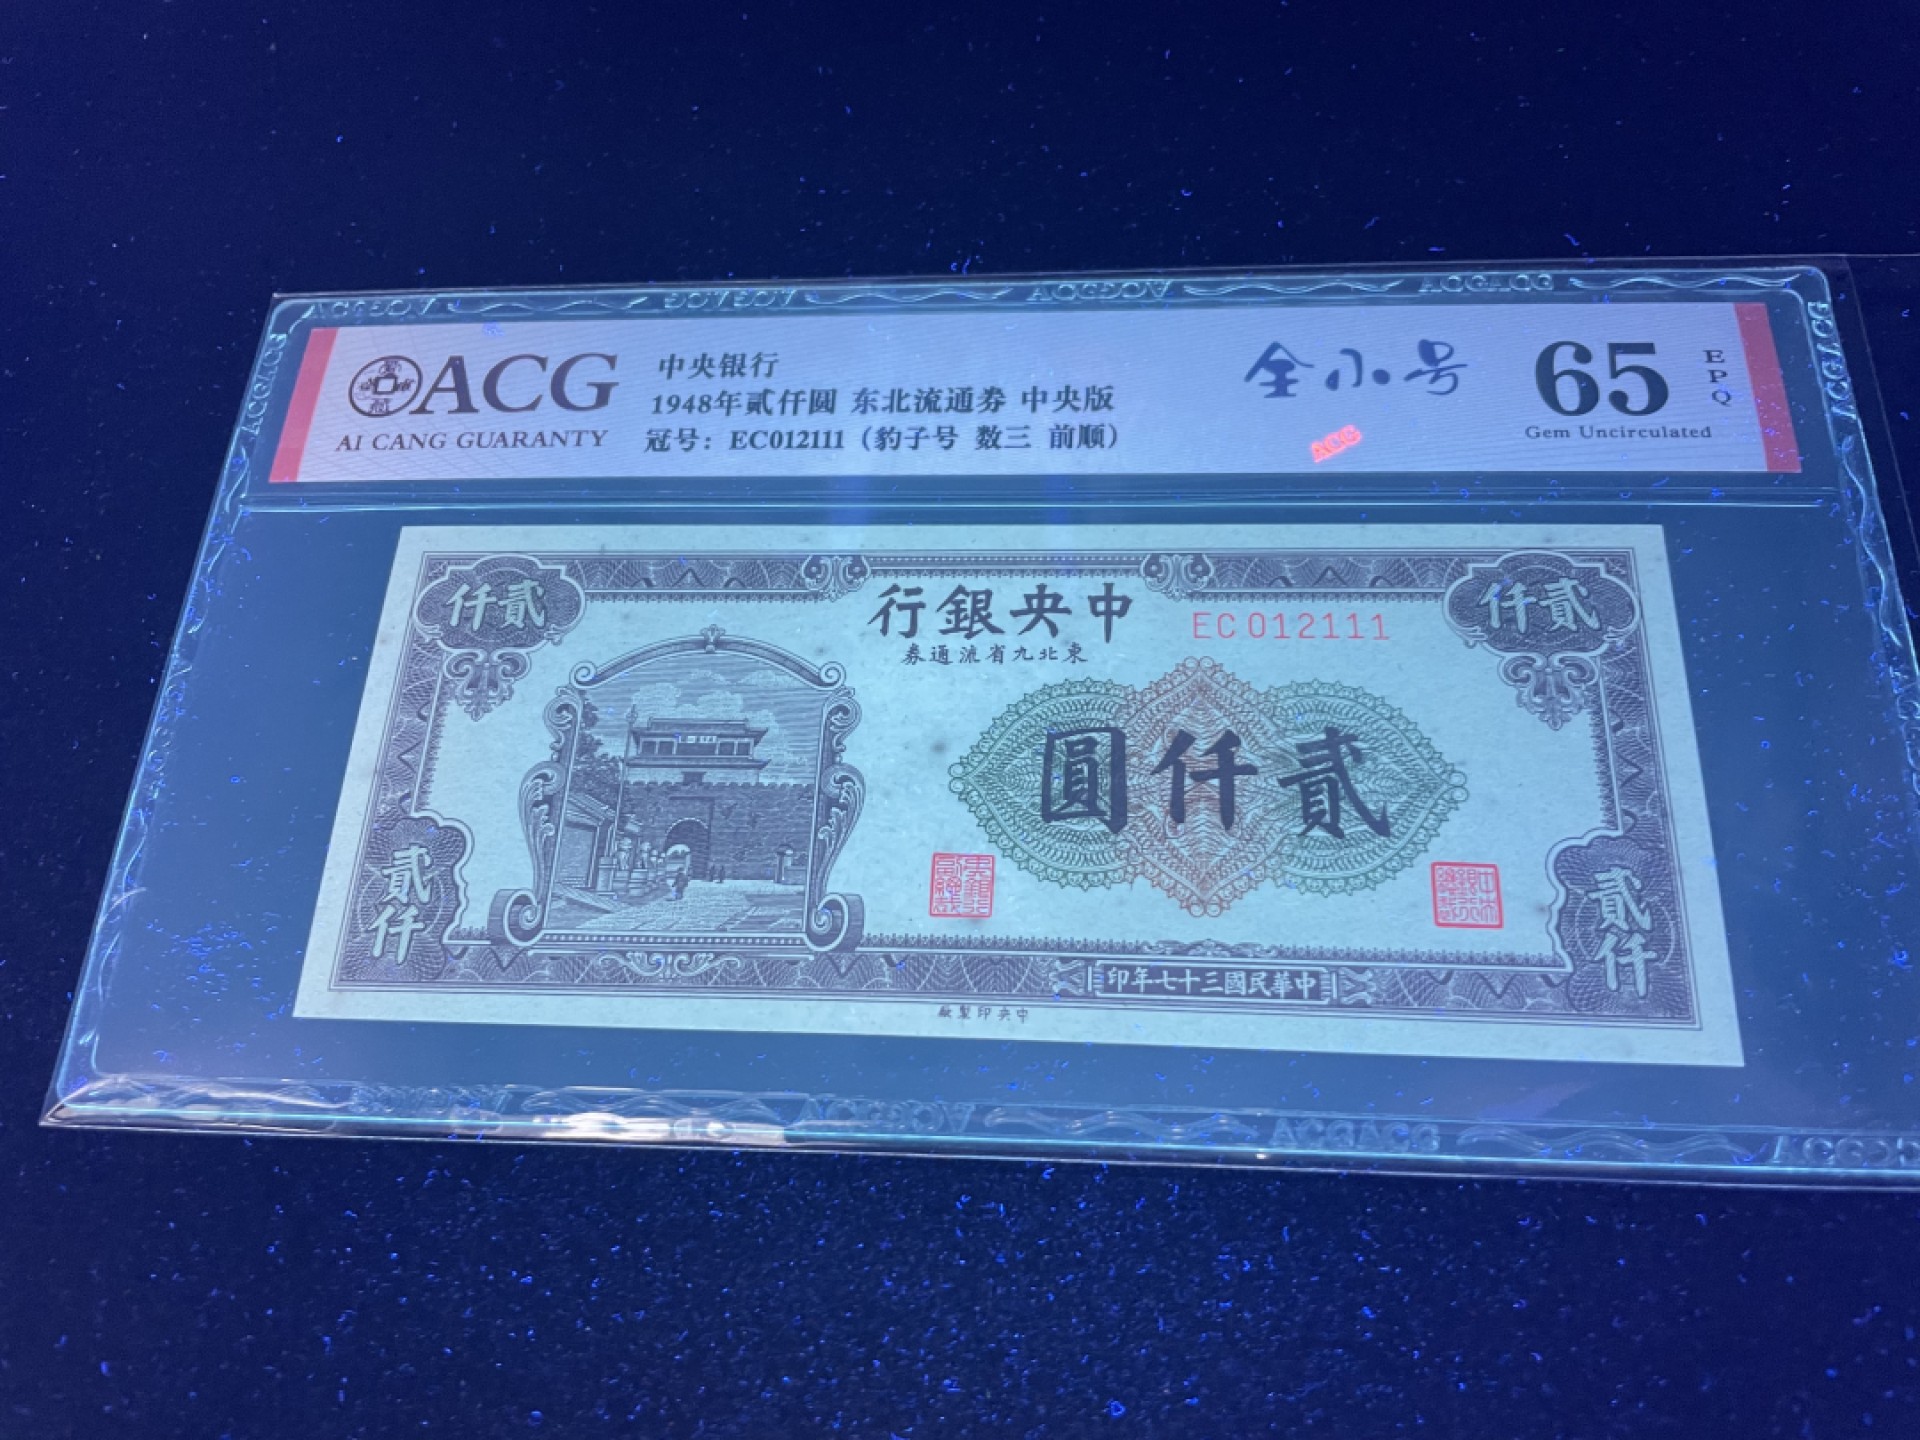 ACG
AI CANG GUARANTY
中央银行
1948年贰仟圆 东北流通券 中央版
冠号：EC012111（豹子号 数三 前顺）
全小号
ACG
65
EPQ
Gem Uncirculated
貳仟
中央銀行
東北九省流通券
EC 012111
貳仟
貳仟圓
貳仟
貳仟
中華民國三十七年印
中央印製廠